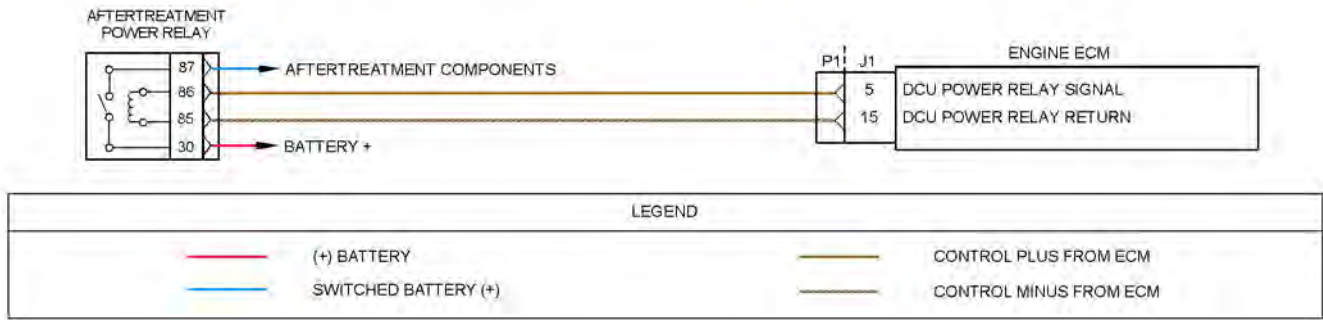 AFTERTREATMENT
POWER RELAY
87
AFTERTREATMENT COMPONENTS
86
85
30
BATTERY +
P1 J1
ENGINE ECM
5 DCU POWER RELAY SIGNAL
15 DCU POWER RELAY RETURN
LEGEND
(+) BATTERY
CONTROL PLUS FROM ECM
SWITCHED BATTERY (+)
CONTROL MINUS FROM ECM